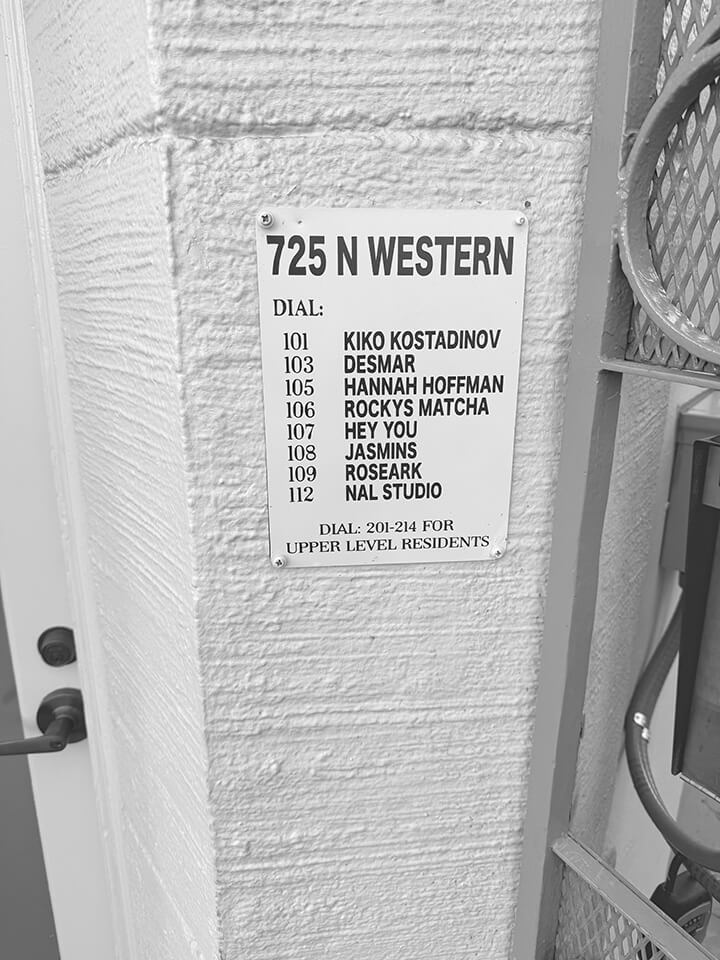 725 N WESTERN
DIAL:
101 KIKO KOSTADINOV
103 DESMAR
105 HANNAH HOFFMAN
106 ROCKYS MATCHA
107 HEY YOU
108 JASMINS
109 ROSEARK
112 NAL STUDIO
DIAL: 201-214 FOR
UPPER LEVEL RESIDENTS